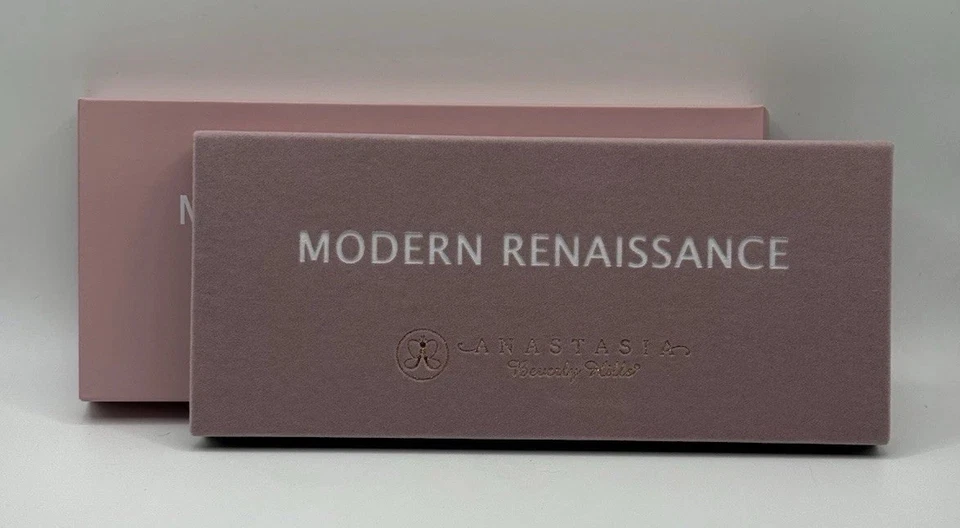 M
MODERN RENAISSANCE
ANASTASIA
Beverly Hills®